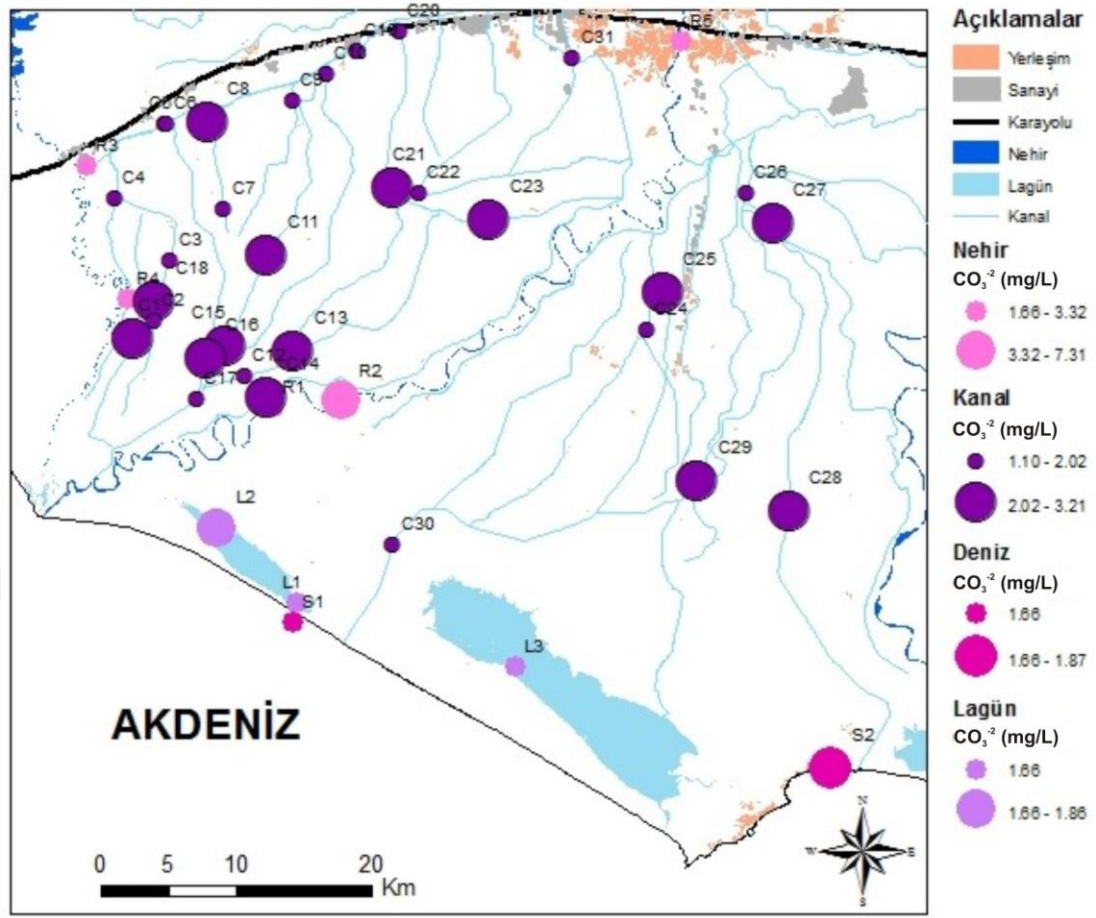 C20
C19
C10
C9
C31
R5
C8
C5
C6
R3
C4
C7
C21
C22
C23
C26
C27
C11
C3
C18
R4
C2
C1
C25
C24
C15
C16
C13
C12
C14
C17
R1
R2
C29
C28
L2
C30
L1
S1
L3
S2
AKDENİZ
0 5 10 20
Km
N
W E
S
Açıklamalar
Yerleşim
Sanayi
Karayolu
Nehir
Lagün
Kanal
Nehir
CO₃⁻² (mg/L)
1.66 - 3.32
3.32 - 7.31
Kanal
CO₃⁻² (mg/L)
1.10 - 2.02
2.02 - 3.21
Deniz
CO₃⁻² (mg/L)
1.66
1.66 - 1.87
Lagün
CO₃⁻² (mg/L)
1.66
1.66 - 1.86